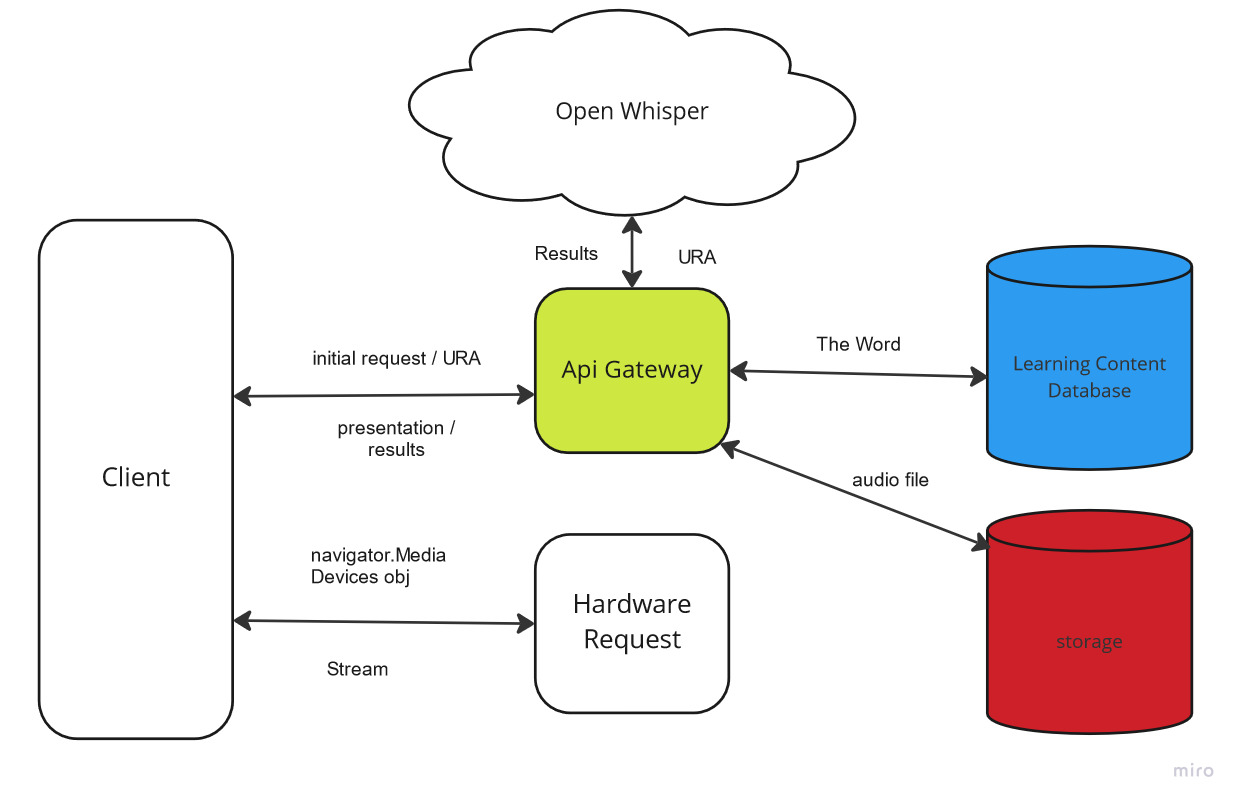 Open Whisper
Results
URA
Api Gateway
initial request / URA
presentation /
results
The Word
Learning Content
Database
audio file
Client
navigator.Media
Devices obj
Hardware
Request
Stream
storage
miro